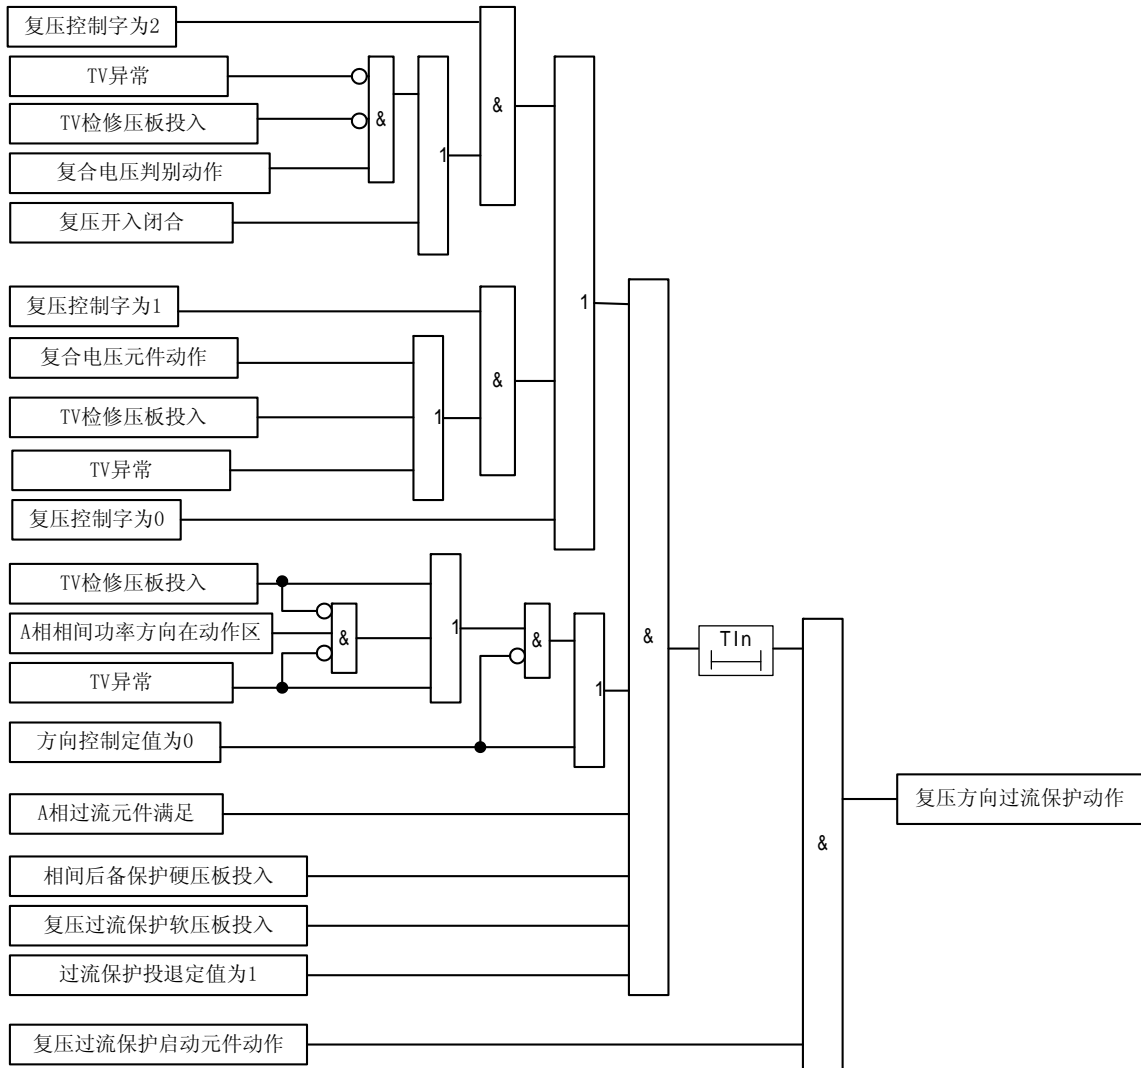 复压控制字为2
TV异常
TV检修压板投入
复合电压判别动作
复压开入闭合
&
1
&
复压控制字为1
复合电压元件动作
TV检修压板投入
TV异常
1
&
复压控制字为0
1
TV检修压板投入
A相相间功率方向在动作区
TV异常
&
1
&
方向控制定值为0
1
A相过流元件满足
相间后备保护硬压板投入
复压过流保护软压板投入
过流保护投退定值为1
&
TIn
复压过流保护启动元件动作
&
复压方向过流保护动作